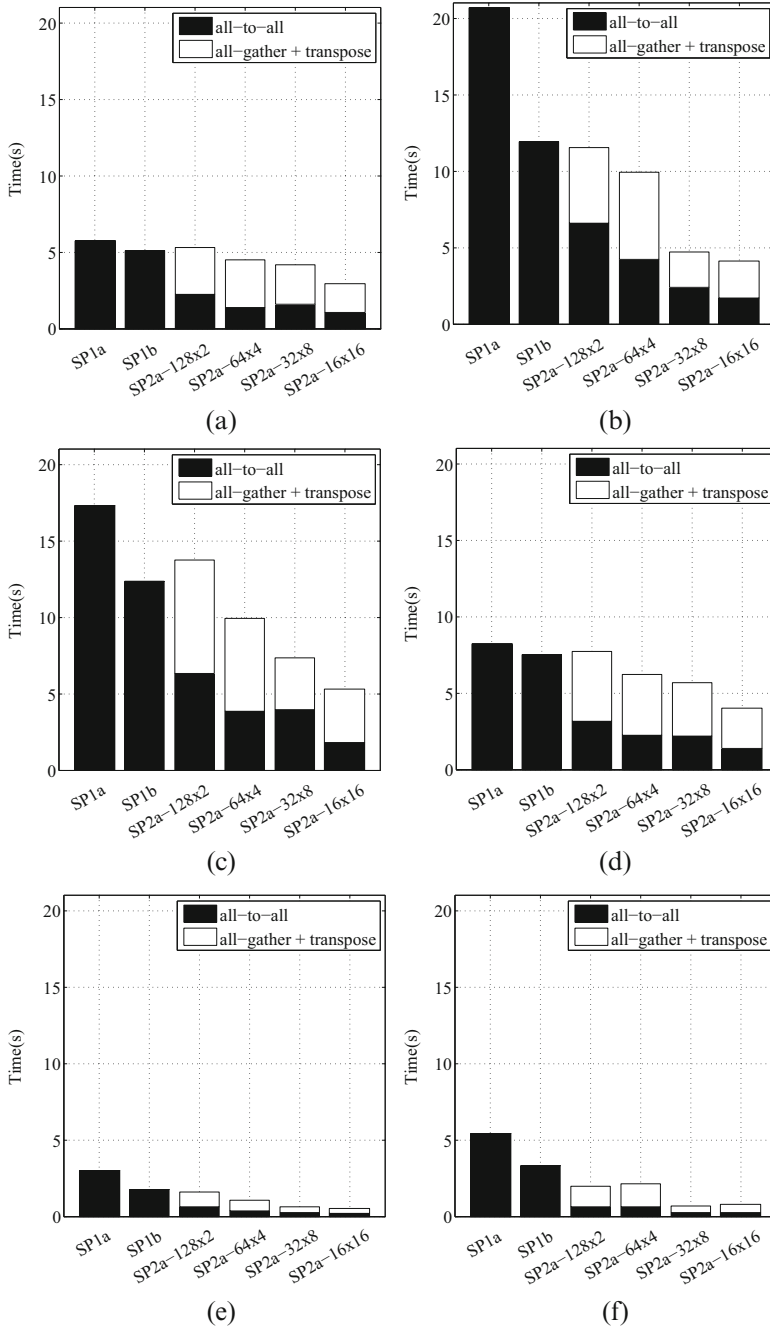 20
15
10
5
0
Time(s)
all−to−all
all−gather + transpose
SP1a
SP1b
SP2a−128x2
SP2a−64x4
SP2a−32x8
SP2a−16x16
(a)
20
15
10
5
0
Time(s)
all−to−all
all−gather + transpose
SP1a
SP1b
SP2a−128x2
SP2a−64x4
SP2a−32x8
SP2a−16x16
(b)
20
15
10
5
0
Time(s)
all−to−all
all−gather + transpose
SP1a
SP1b
SP2a−128x2
SP2a−64x4
SP2a−32x8
SP2a−16x16
(c)
20
15
10
5
0
Time(s)
all−to−all
all−gather + transpose
SP1a
SP1b
SP2a−128x2
SP2a−64x4
SP2a−32x8
SP2a−16x16
(d)
20
15
10
5
0
Time(s)
all−to−all
all−gather + transpose
SP1a
SP1b
SP2a−128x2
SP2a−64x4
SP2a−32x8
SP2a−16x16
(e)
20
15
10
5
0
Time(s)
all−to−all
all−gather + transpose
SP1a
SP1b
SP2a−128x2
SP2a−64x4
SP2a−32x8
SP2a−16x16
(f)